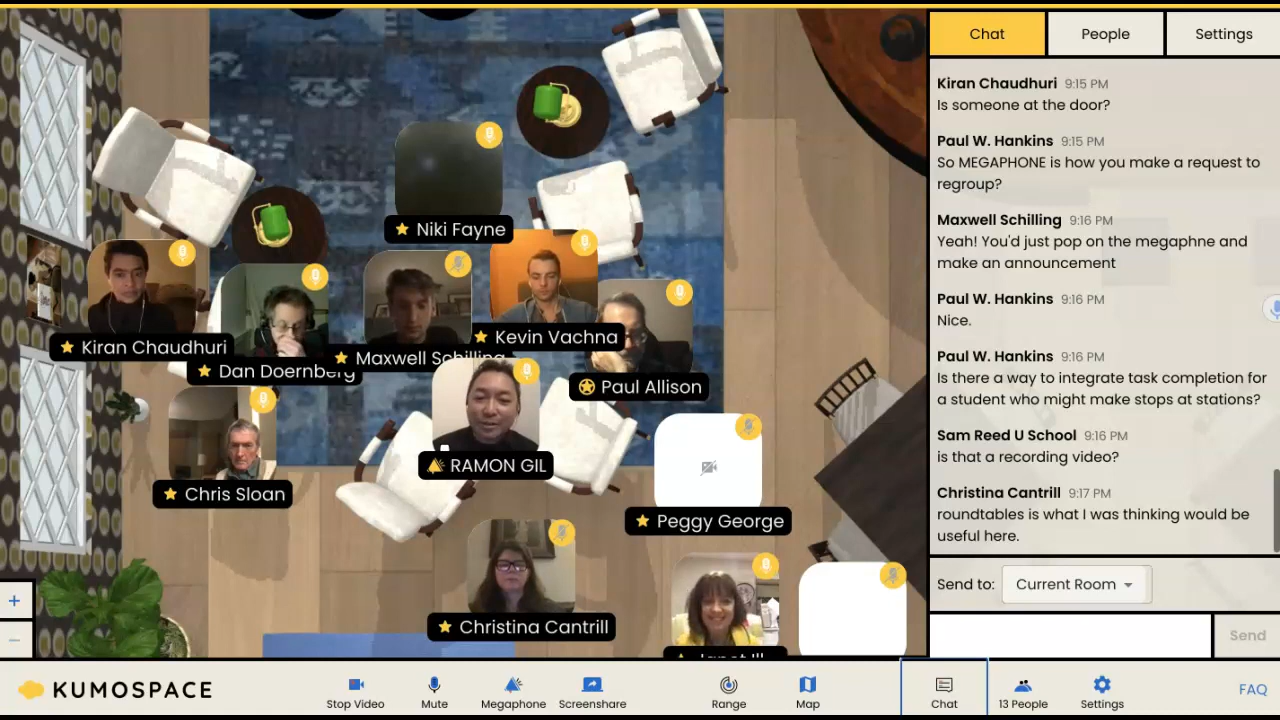 Chat
People
Settings
Kiran Chaudhuri 9:15 PM
Is someone at the door?
Paul W. Hankins 9:15 PM
So MEGAPHONE is how you make a request to
regroup?
Maxwell Schilling 9:16 PM
Yeah! You'd just pop on the megaphne and
make an announcement
Paul W. Hankins 9:16 PM
Nice.
Paul W. Hankins 9:16 PM
Is there a way to integrate task completion for
a student who might make stops at stations?
Sam Reed U School 9:16 PM
is that a recording video?
Christina Cantrill 9:17 PM
roundtables is what I was thinking would be
useful here.
Send to: Current Room
Send
Niki Fayne
Kiran Chaudhuri
Dan Doernberg
Maxwell Schilling
Kevin Vachna
Paul Allison
RAMON GIL
Chris Sloan
Peggy George
Christina Cantrill
KUMOSPACE
Stop Video
Mute
Megaphone
Screenshare
Range
Map
Chat
13 People
Settings
FAQ